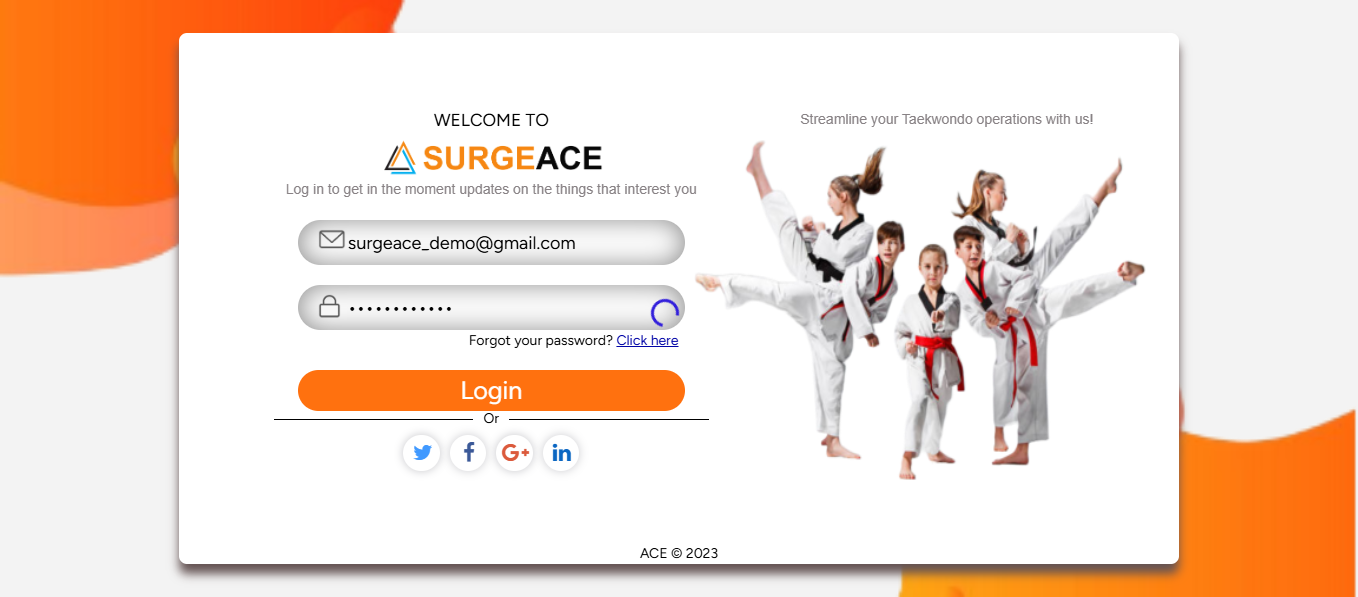 WELCOME TO
SURGEACE
Log in to get in the moment updates on the things that interest you
surgeace_demo@gmail.com
••••••••••••
Forgot your password? Click here
Login
Or
G+
in
Streamline your Taekwondo operations with us!
ACE © 2023